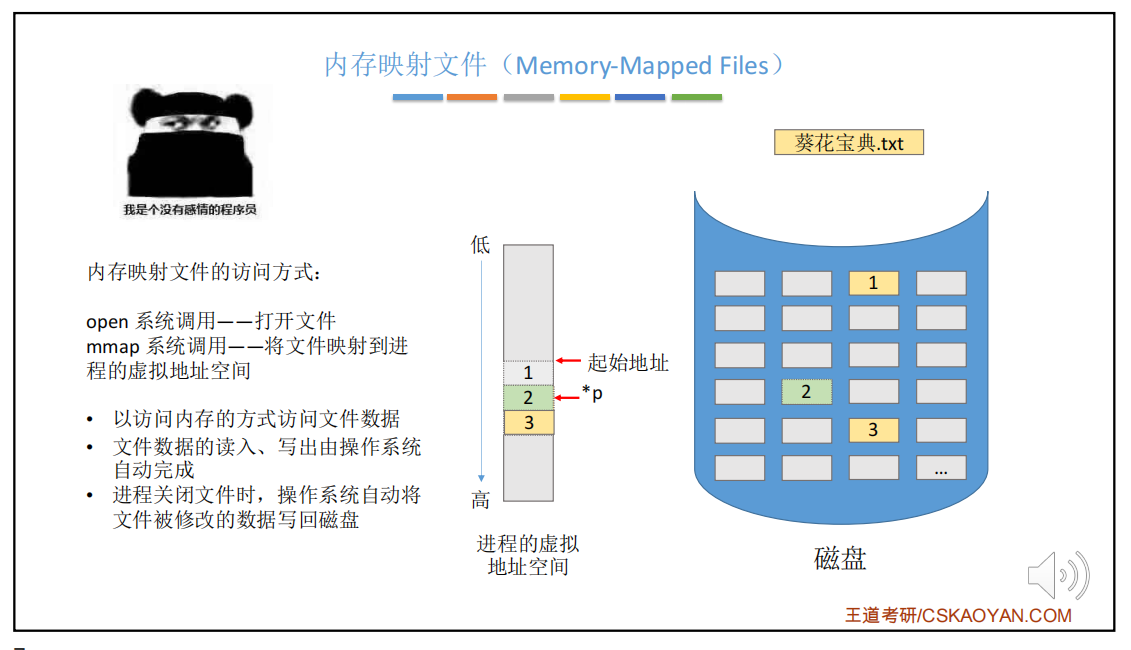 内存映射文件（Memory-Mapped Files）
我是个没有感情的程序员
内存映射文件的访问方式：
open 系统调用——打开文件
mmap 系统调用——将文件映射到进
程的虚拟地址空间
• 以访问内存的方式访问文件数据
• 文件数据的读入、写出由操作系统
自动完成
• 进程关闭文件时，操作系统自动将
文件被修改的数据写回磁盘
低
1
2
3
高
起始地址
*p
进程的虚拟
地址空间
葵花宝典.txt
1
2
3
...
磁盘
王道考研/CSKAOYAN.COM